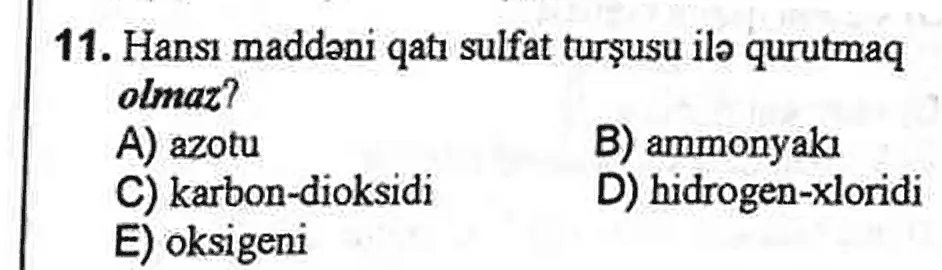 11. Hansı maddəni qatı sulfat turşusu ilə qurutmaq
olmaz?
A) azotu B) ammonyakı
C) karbon-dioksidi D) hidrogen-xloridi
E) oksigeni